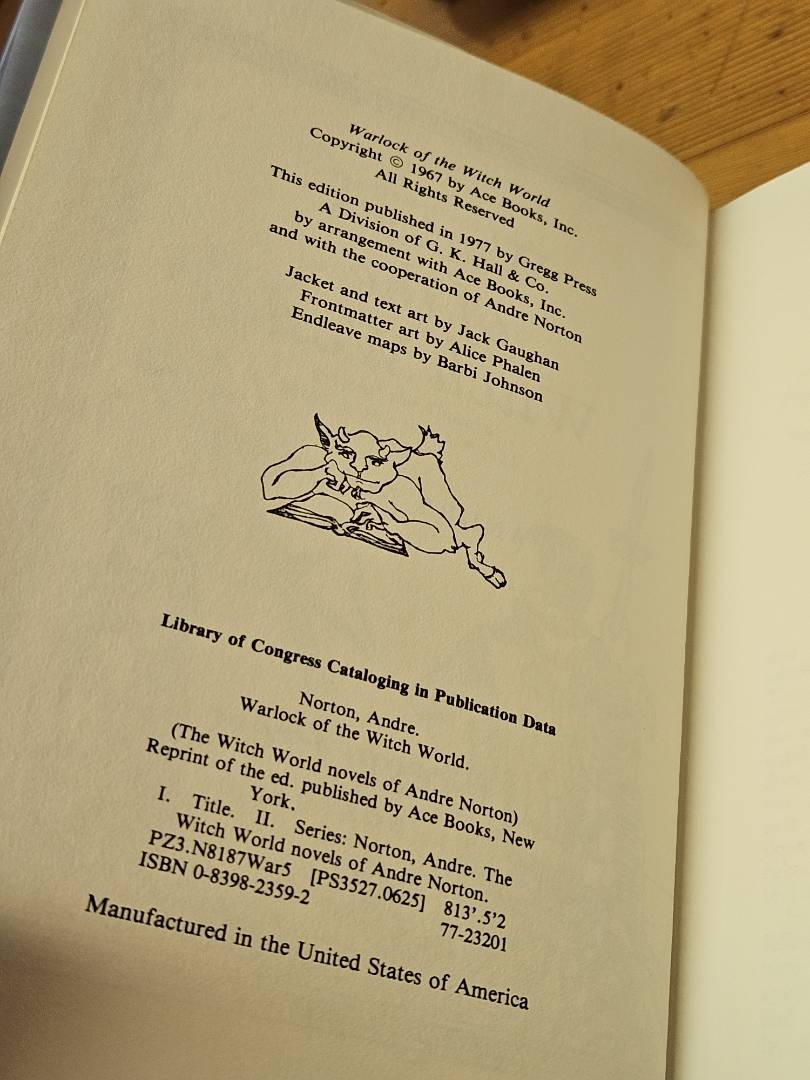 Warlock of the Witch World
Copyright © 1967 by Ace Books, Inc.
All Rights Reserved
This edition published in 1977 by Gregg Press
A Division of G. K. Hall & Co.
by arrangement with Ace Books, Inc.
and with the cooperation of Andre Norton
Jacket and text art by Jack Gaughan
Frontmatter art by Alice Phalen
Endleave maps by Barbi Johnson
Library of Congress Cataloging in Publication Data
Norton, Andre.
Warlock of the Witch World.
(The Witch World novels of Andre Norton)
Reprint of the ed. published by Ace Books, New
York.
I. Title. II. Series: Norton, Andre. The
Witch World novels of Andre Norton.
PZ3.N8187War5 [PS3527.0625] 813'.5'2
ISBN 0-8398-2359-2 77-23201
Manufactured in the United States of America